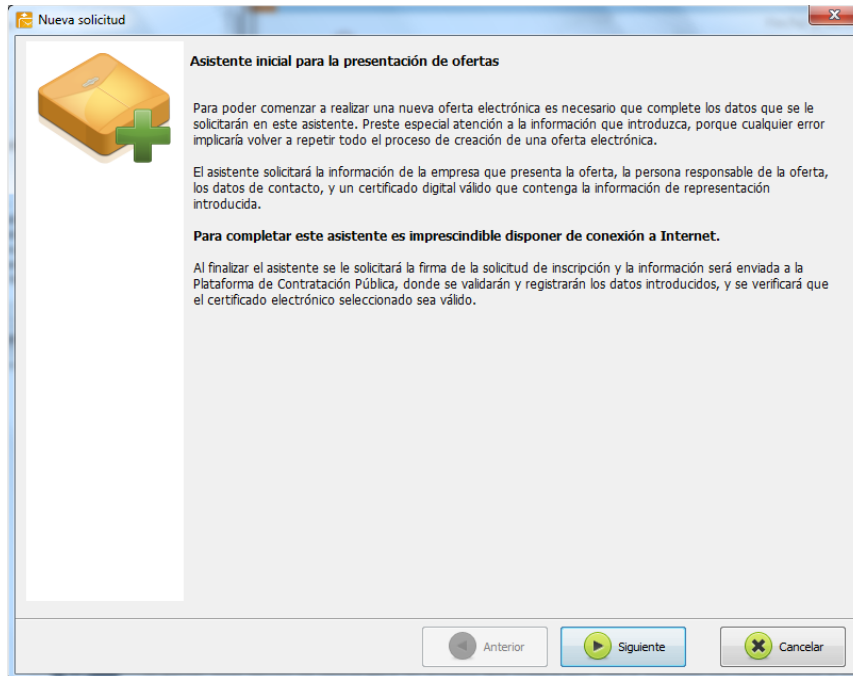 Nueva solicitud
Asistente inicial para la presentación de ofertas
Para poder comenzar a realizar una nueva oferta electrónica es necesario que complete los datos que se le
solicitarán en este asistente. Preste especial atención a la información que introduzca, porque cualquier error
implicaría volver a repetir todo el proceso de creación de una oferta electrónica.
El asistente solicitará la información de la empresa que presenta la oferta, la persona responsable de la oferta,
los datos de contacto, y un certificado digital válido que contenga la información de representación
introducida.
Para completar este asistente es imprescindible disponer de conexión a Internet.
Al finalizar el asistente se le solicitará la firma de la solicitud de inscripción y la información será enviada a la
Plataforma de Contratación Pública, donde se validarán y registrarán los datos introducidos, y se verificará que
el certificado electrónico seleccionado sea válido.
Anterior
Siguiente
Cancelar